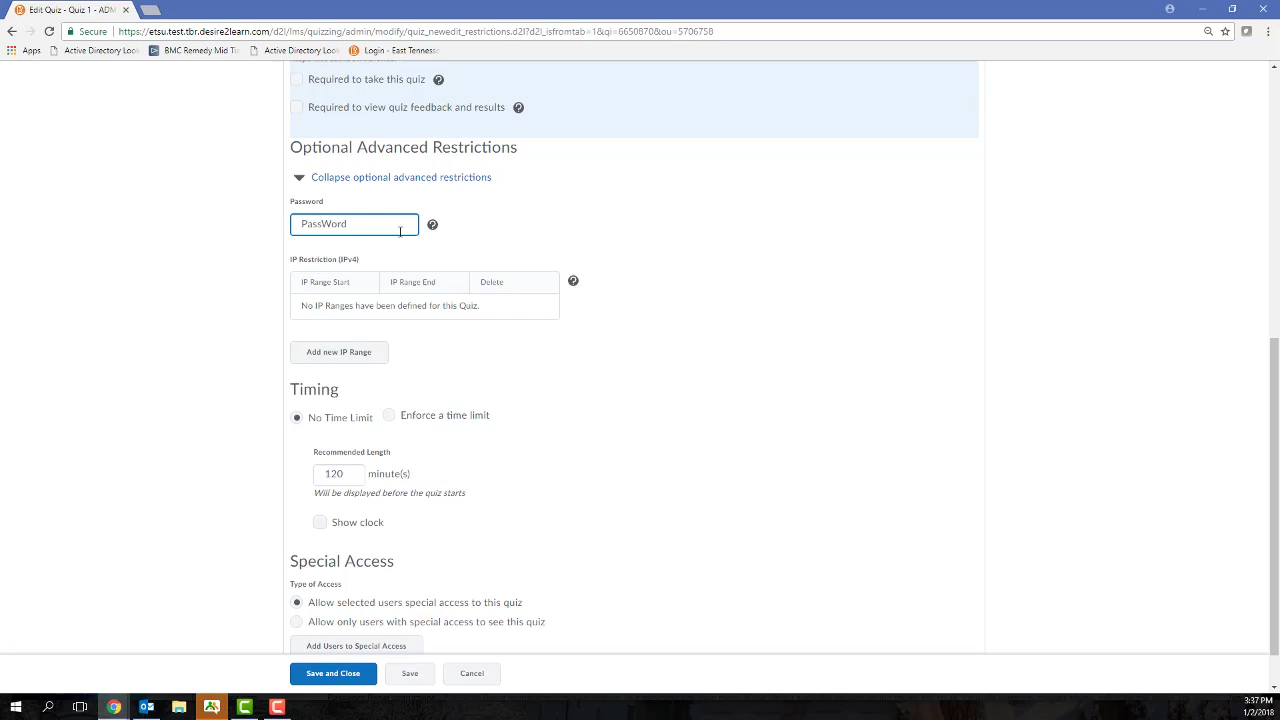 Edit Quiz - Quiz 1 - ADM
Secure https://etsu.test.tbr.desire2learn.com/d2l/lms/quizzing/admin/modify/quiz_newedit_restrictions.d2l?d2l_isfromtab=1&qi=6650870&ou=5706758
Apps Active Directory Look BMC Remedy Mid Tie Active Directory Look Login - East Tenness
Required to take this quiz
Required to view quiz feedback and results
Optional Advanced Restrictions
Collapse optional advanced restrictions
Password
PassWord
IP Restriction (IPv4)
IP Range Start IP Range End Delete
No IP Ranges have been defined for this Quiz.
Add new IP Range
Timing
No Time Limit Enforce a time limit
Recommended Length
120 minute(s)
Will be displayed before the quiz starts
Show clock
Special Access
Type of Access
Allow selected users special access to this quiz
Allow only users with special access to see this quiz
Add Users to Special Access
Save and Close Save Cancel
3:37 PM
1/2/2018